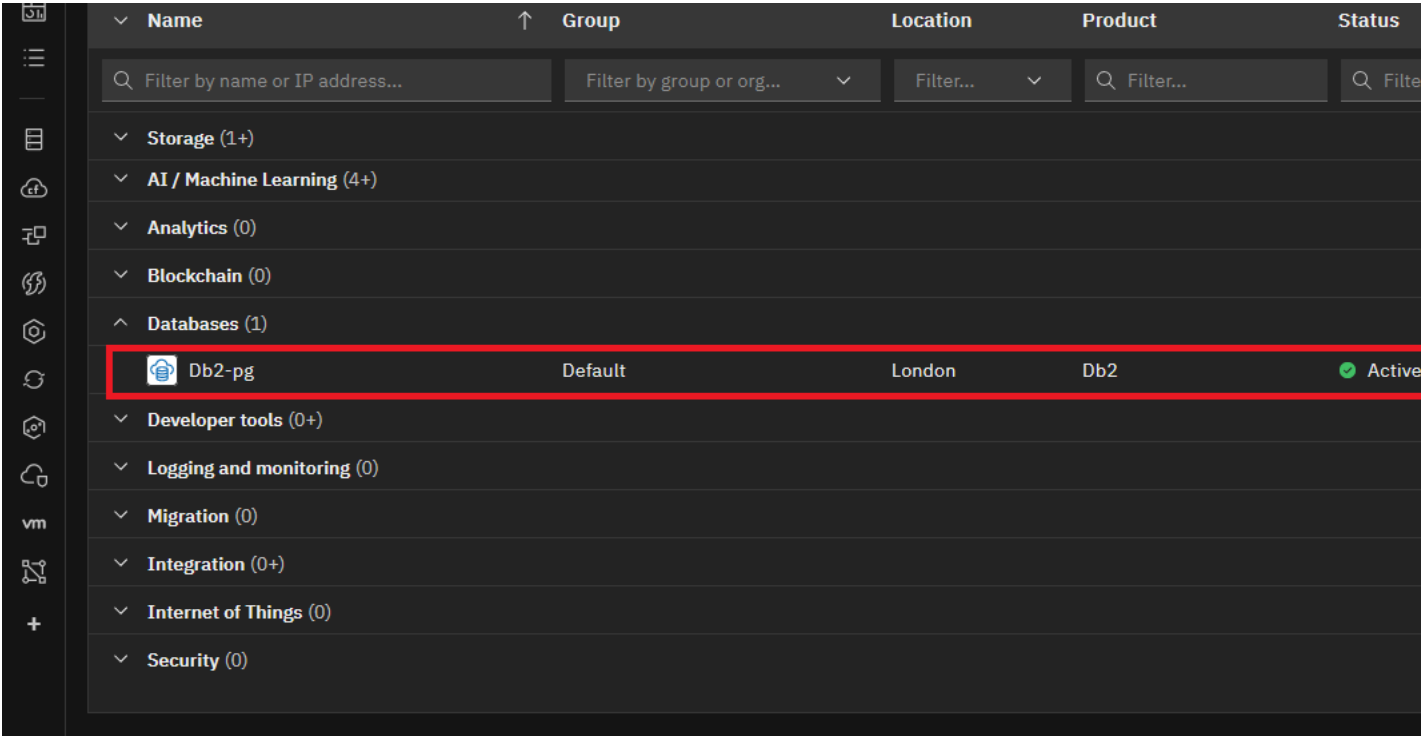 Name ↑ Group Location Product Status
Filter by name or IP address... Filter by group or org... Filter... Filter... Filte
Storage (1+)
AI / Machine Learning (4+)
Analytics (0)
Blockchain (0)
Databases (1)
Db2-pg Default London Db2 Active
Developer tools (0+)
Logging and monitoring (0)
Migration (0)
Integration (0+)
Internet of Things (0)
Security (0)
cf
vm
+